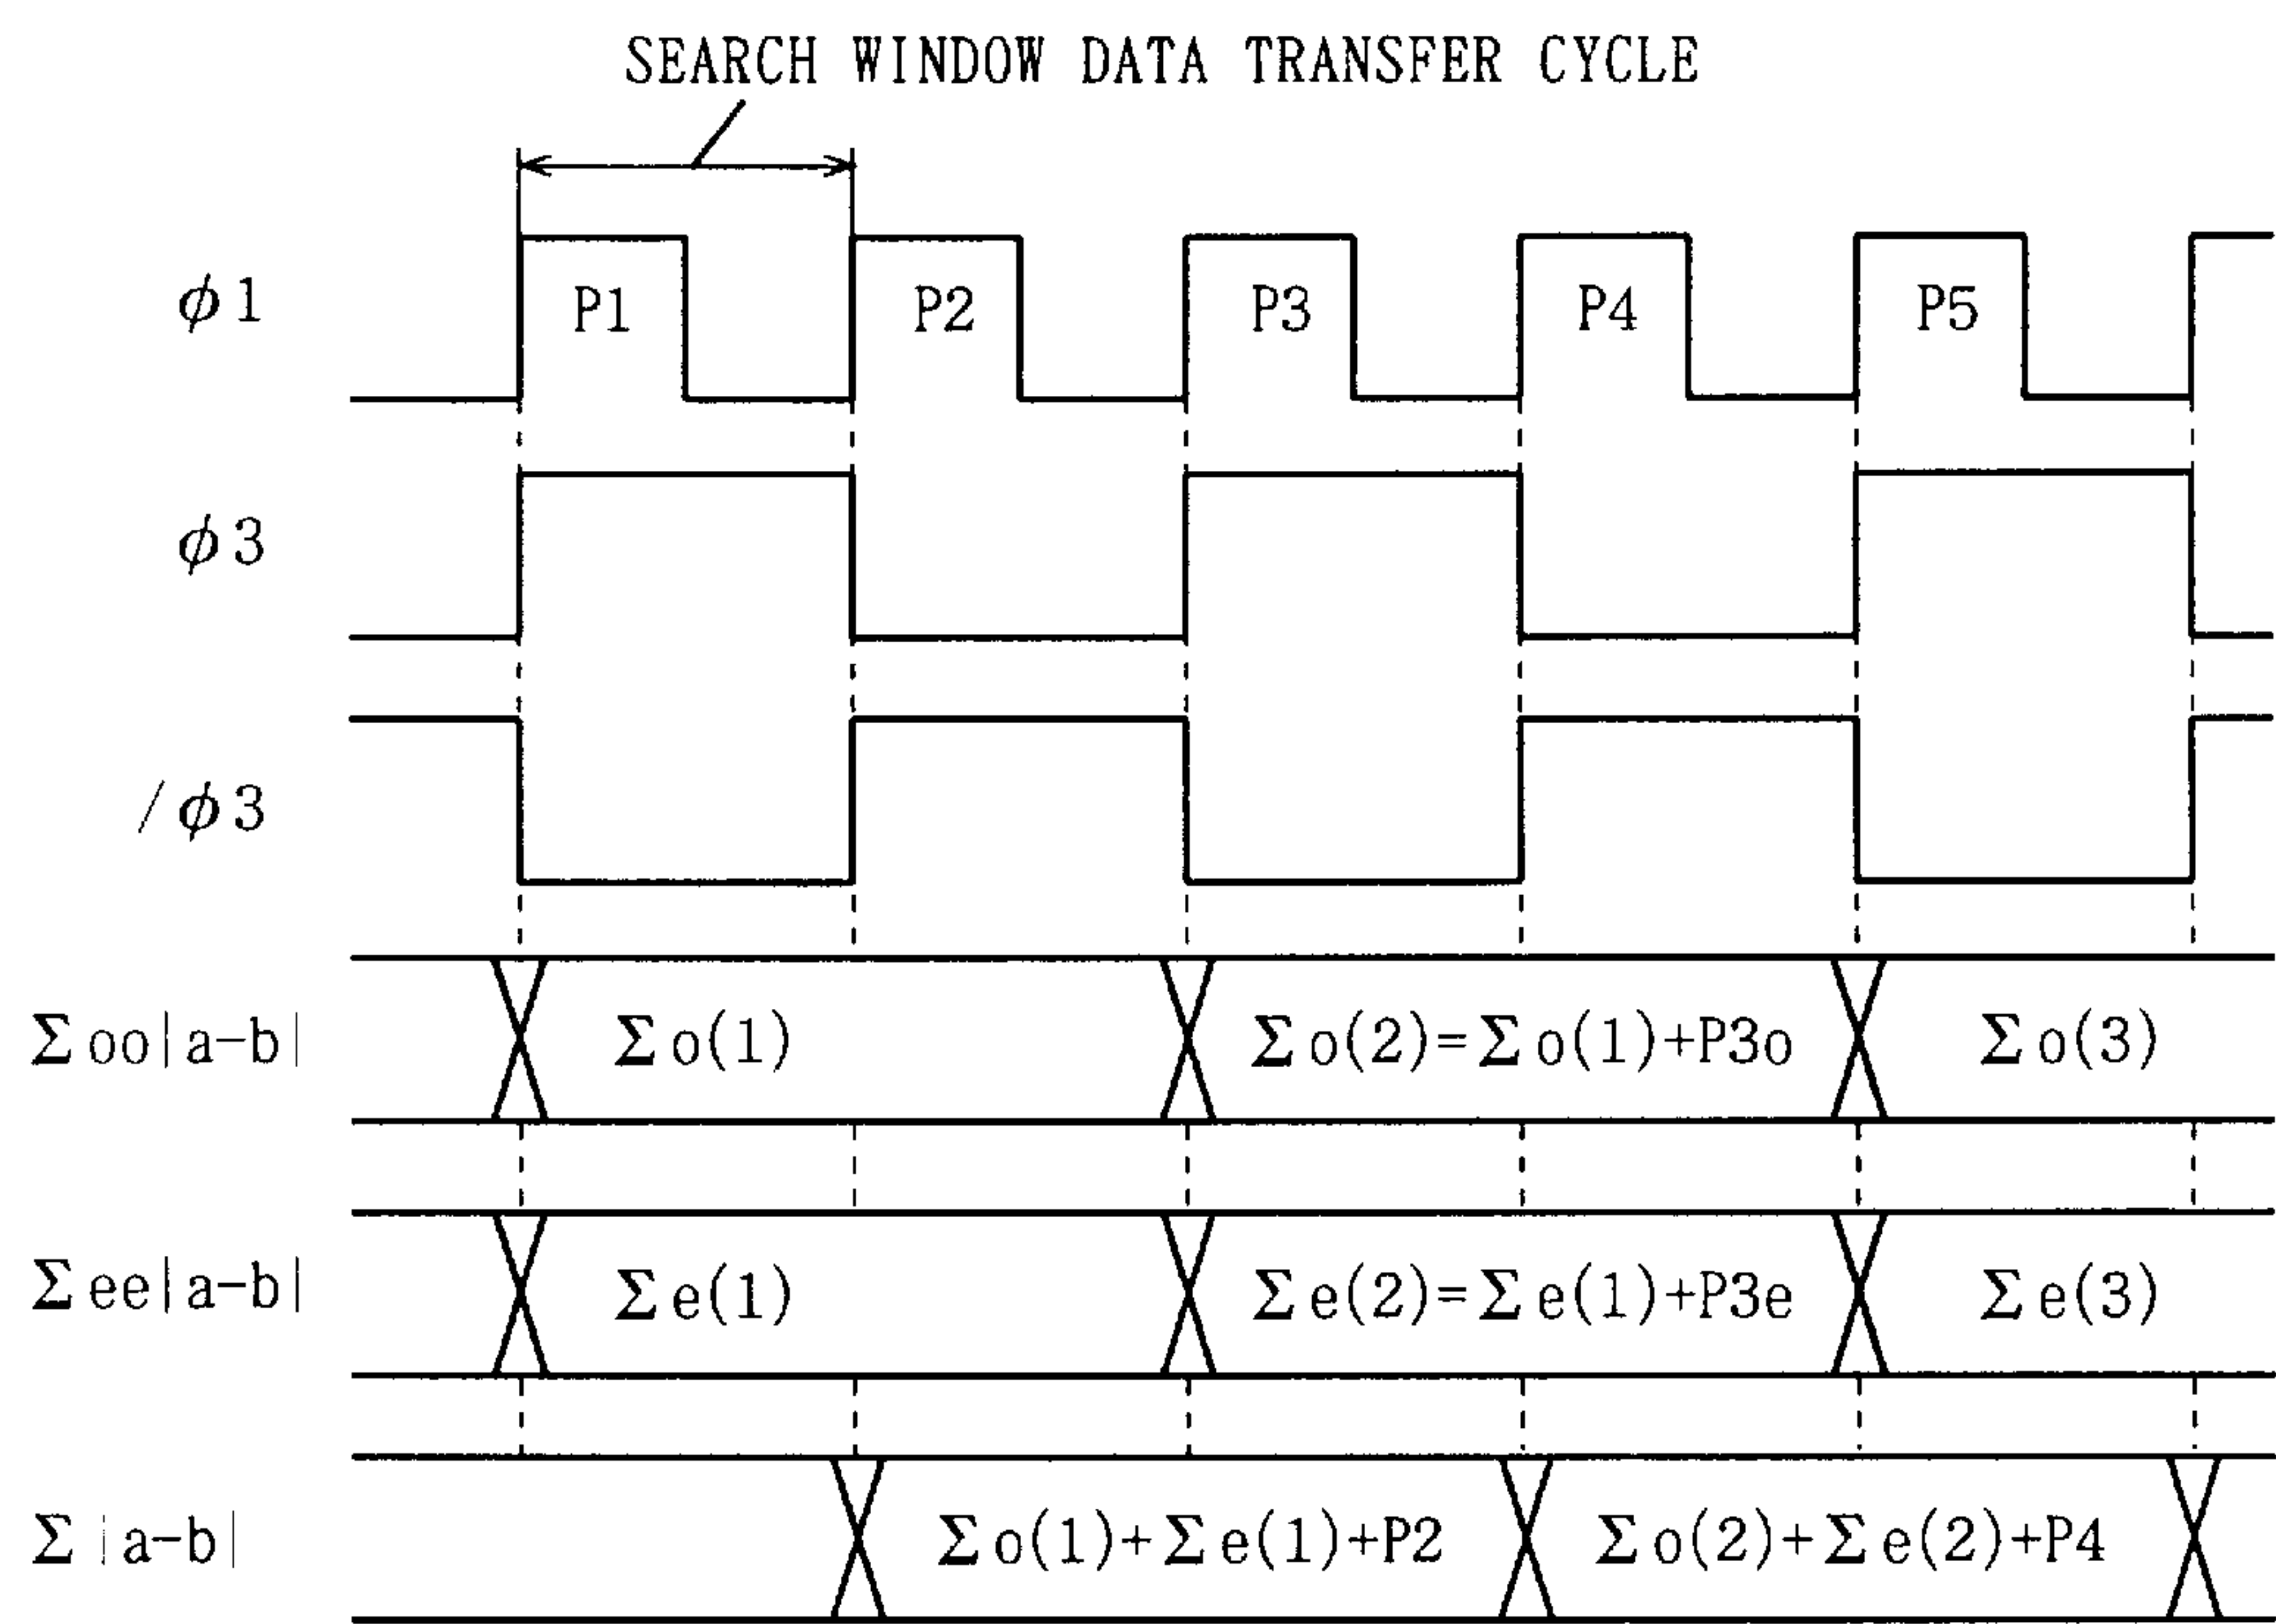 SEARCH WINDOW DATA TRANSFER CYCLE
ϕ1 P1 P2 P3 P4 P5
ϕ3
/ϕ3
Σoo|a-b| Σo(1) Σo(2)=Σo(1)+P3o Σo(3)
Σee|a-b| Σe(1) Σe(2)=Σe(1)+P3e Σe(3)
Σ|a-b| Σo(1)+Σe(1)+P2 Σo(2)+Σe(2)+P4